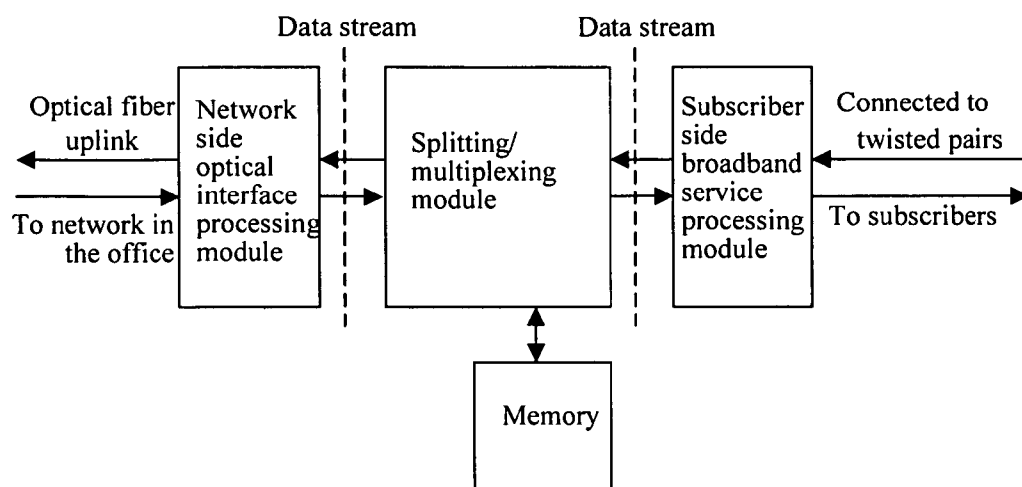 Data stream
Data stream
Optical fiber
uplink
To network in
the office
Network
side
optical
interface
processing
module
Splitting/
multiplexing
module
Subscriber
side
broadband
service
processing
module
Connected to
twisted pairs
To subscribers
Memory